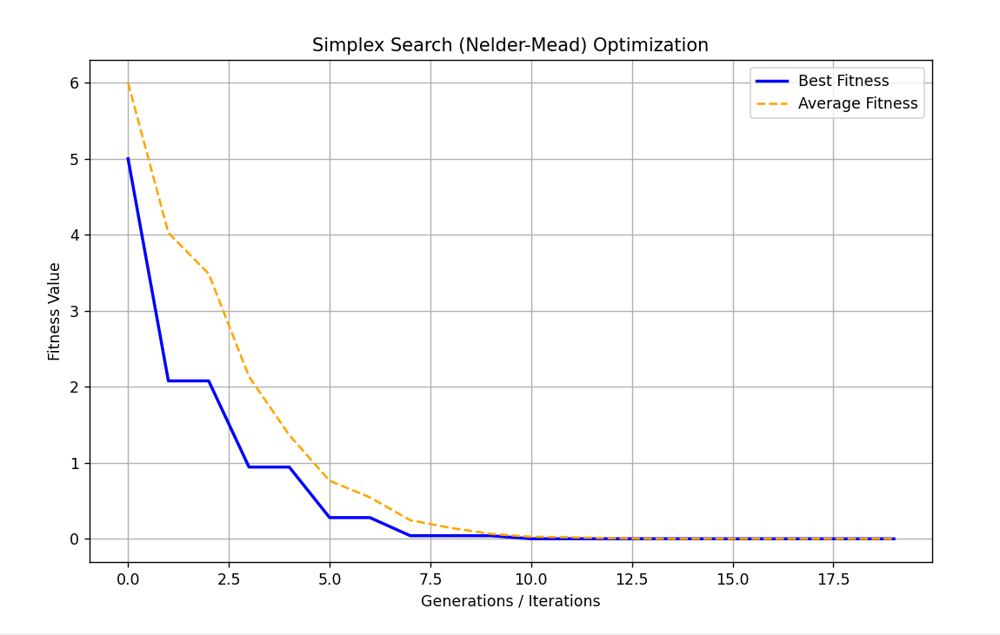 Simplex Search (Nelder-Mead) Optimization
Best Fitness
Average Fitness
6
5
4
3
2
1
0
Fitness Value
0.0 2.5 5.0 7.5 10.0 12.5 15.0 17.5
Generations / Iterations